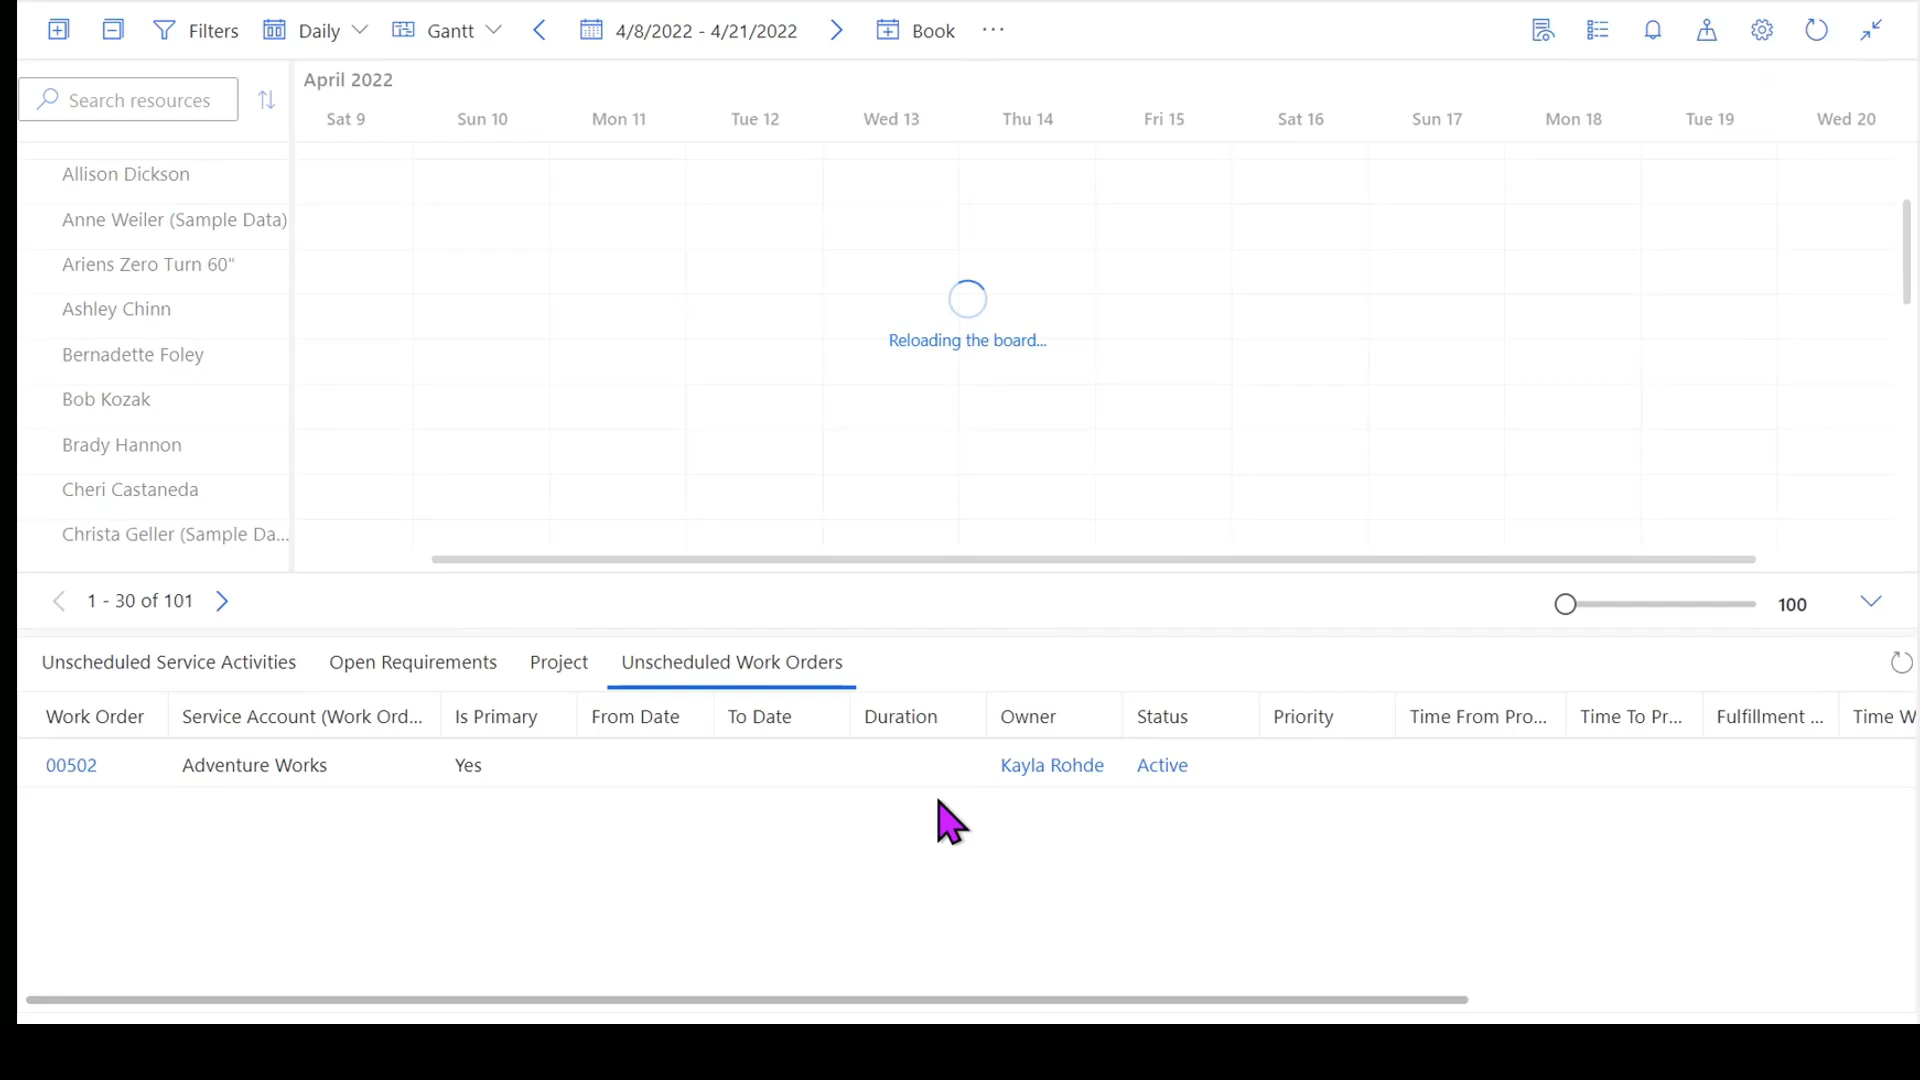 Filters Daily Gantt 4/8/2022 - 4/21/2022 Book ...
Search resources
April 2022
Sat 9 Sun 10 Mon 11 Tue 12 Wed 13 Thu 14 Fri 15 Sat 16 Sun 17 Mon 18 Tue 19 Wed 20
Allison Dickson
Anne Weiler (Sample Data)
Ariens Zero Turn 60"
Ashley Chinn
Bernadette Foley
Bob Kozak
Brady Hannon
Cheri Castaneda
Christa Geller (Sample Da...
Reloading the board...
1 - 30 of 101
100
Unscheduled Service Activities Open Requirements Project Unscheduled Work Orders
Work Order Service Account (Work Ord... Is Primary From Date To Date Duration Owner Status Priority Time From Pro... Time To Pr... Fulfillment ... Time W
00502 Adventure Works Yes Kayla Rohde Active